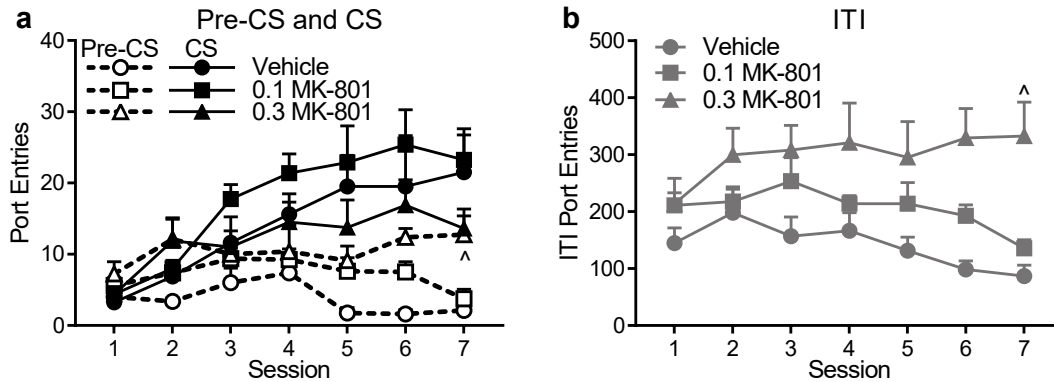 a
Pre-CS and CS
Pre-CS CS
Vehicle
0.1 MK-801
0.3 MK-801
Port Entries
40
30
20
10
0
^
1 2 3 4 5 6 7
Session
b
ITI
Vehicle
0.1 MK-801
0.3 MK-801
ITI Port Entries
500
400
300
200
100
0
^
1 2 3 4 5 6 7
Session